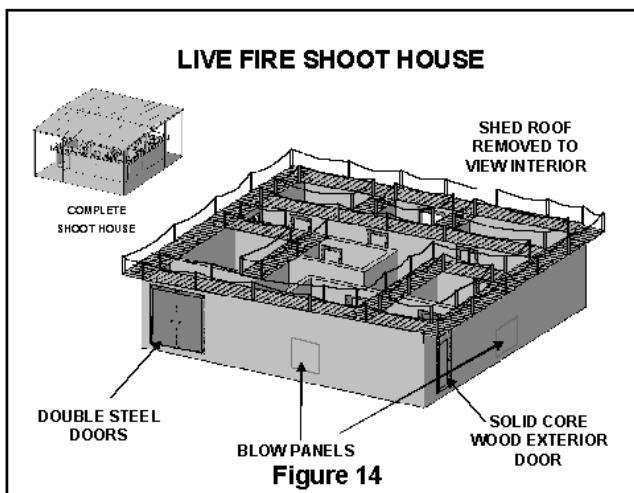 LIVE FIRE SHOOT HOUSE
SHED ROOF
REMOVED TO
VIEW INTERIOR
COMPLETE
SHOOT HOUSE
DOUBLE STEEL
DOORS
BLOW PANELS
SOLID CORE
WOOD EXTERIOR
DOOR
Figure 14